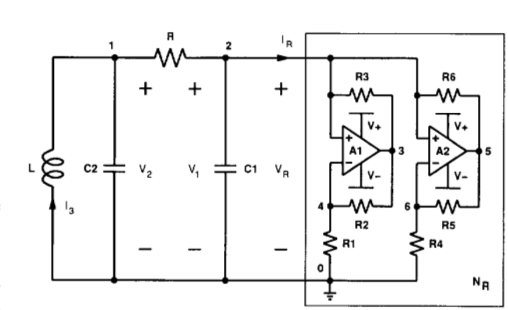 1 R 2 I_R
R3 R6
+ + +
V+ V+
L C2 V_2 V_1 C1 V_R A1 3 A2 5
V− V−
I_3
4 R2 6 R5
− − −
R1 R4
0
N_R